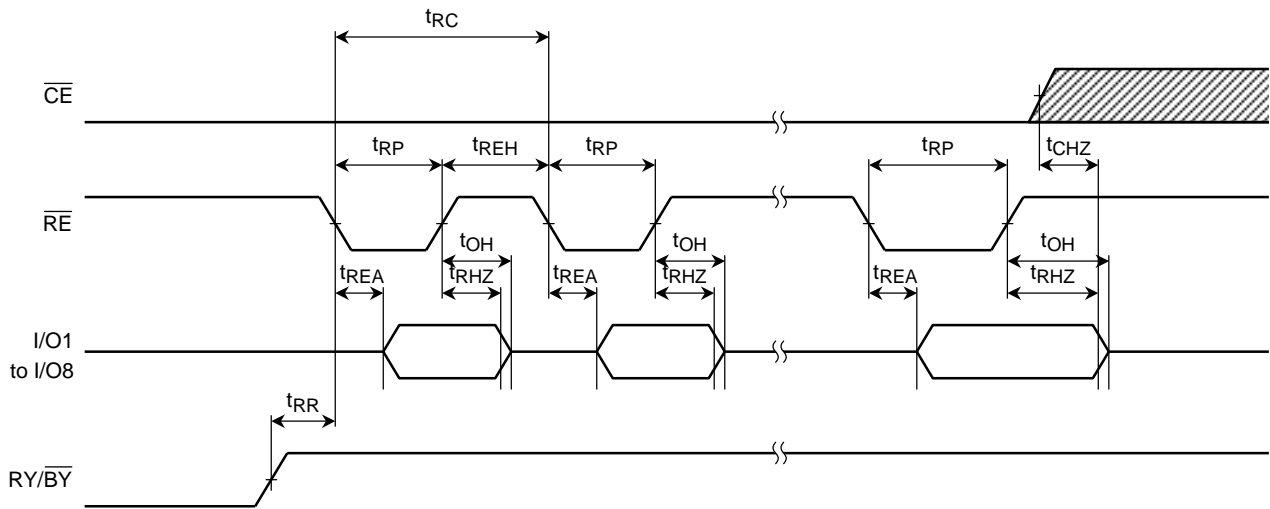 tRC
CE
tRP tREH tRP tRP tCHZ
RE
tOH tOH tOH
tREA tRHZ tREA tRHZ tREA tRHZ
I/O1
to I/O8
tRR
RY/BY